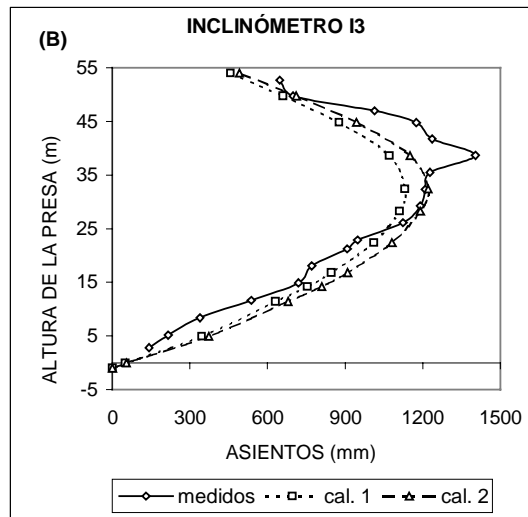 INCLINÓMETRO I3
(B)
55
45
35
25
15
5
-5
ALTURA DE LA PRESA (m)
0 300 600 900 1200 1500
ASIENTOS (mm)
medidos cal. 1 cal. 2